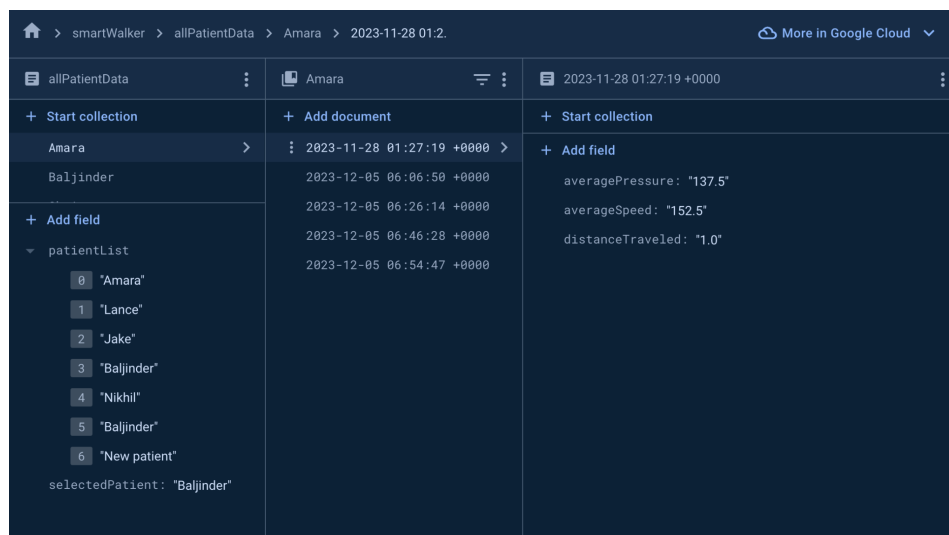 smartWalker > allPatientData > Amara > 2023-11-28 01:2.
More in Google Cloud
allPatientData
+ Start collection
Amara
Baljinder
+ Add field
patientList
0 "Amara"
1 "Lance"
2 "Jake"
3 "Baljinder"
4 "Nikhil"
5 "Baljinder"
6 "New patient"
selectedPatient: "Baljinder"
Amara
+ Add document
2023-11-28 01:27:19 +0000
2023-12-05 06:06:50 +0000
2023-12-05 06:26:14 +0000
2023-12-05 06:46:28 +0000
2023-12-05 06:54:47 +0000
2023-11-28 01:27:19 +0000
+ Start collection
+ Add field
averagePressure: "137.5"
averageSpeed: "152.5"
distanceTraveled: "1.0"